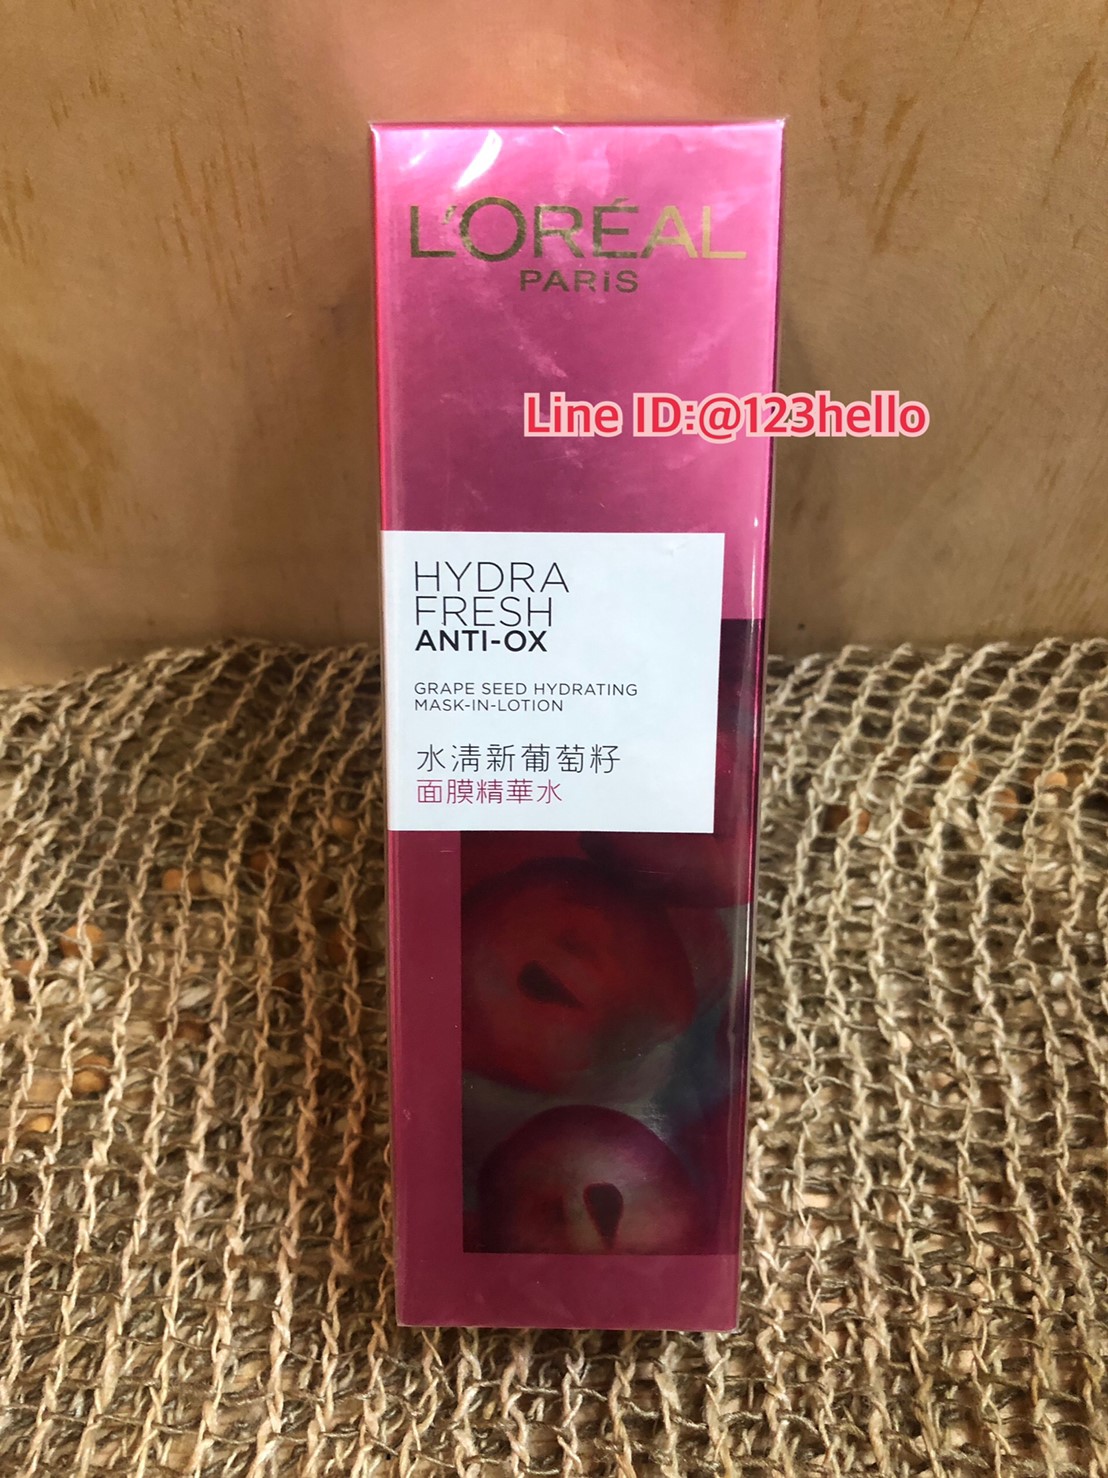 L'ORÉAL
PARiS
Line ID:@123hello
HYDRA
FRESH
ANTI-OX
GRAPE SEED HYDRATING
MASK-IN-LOTION
水清新葡萄籽
面膜精華水